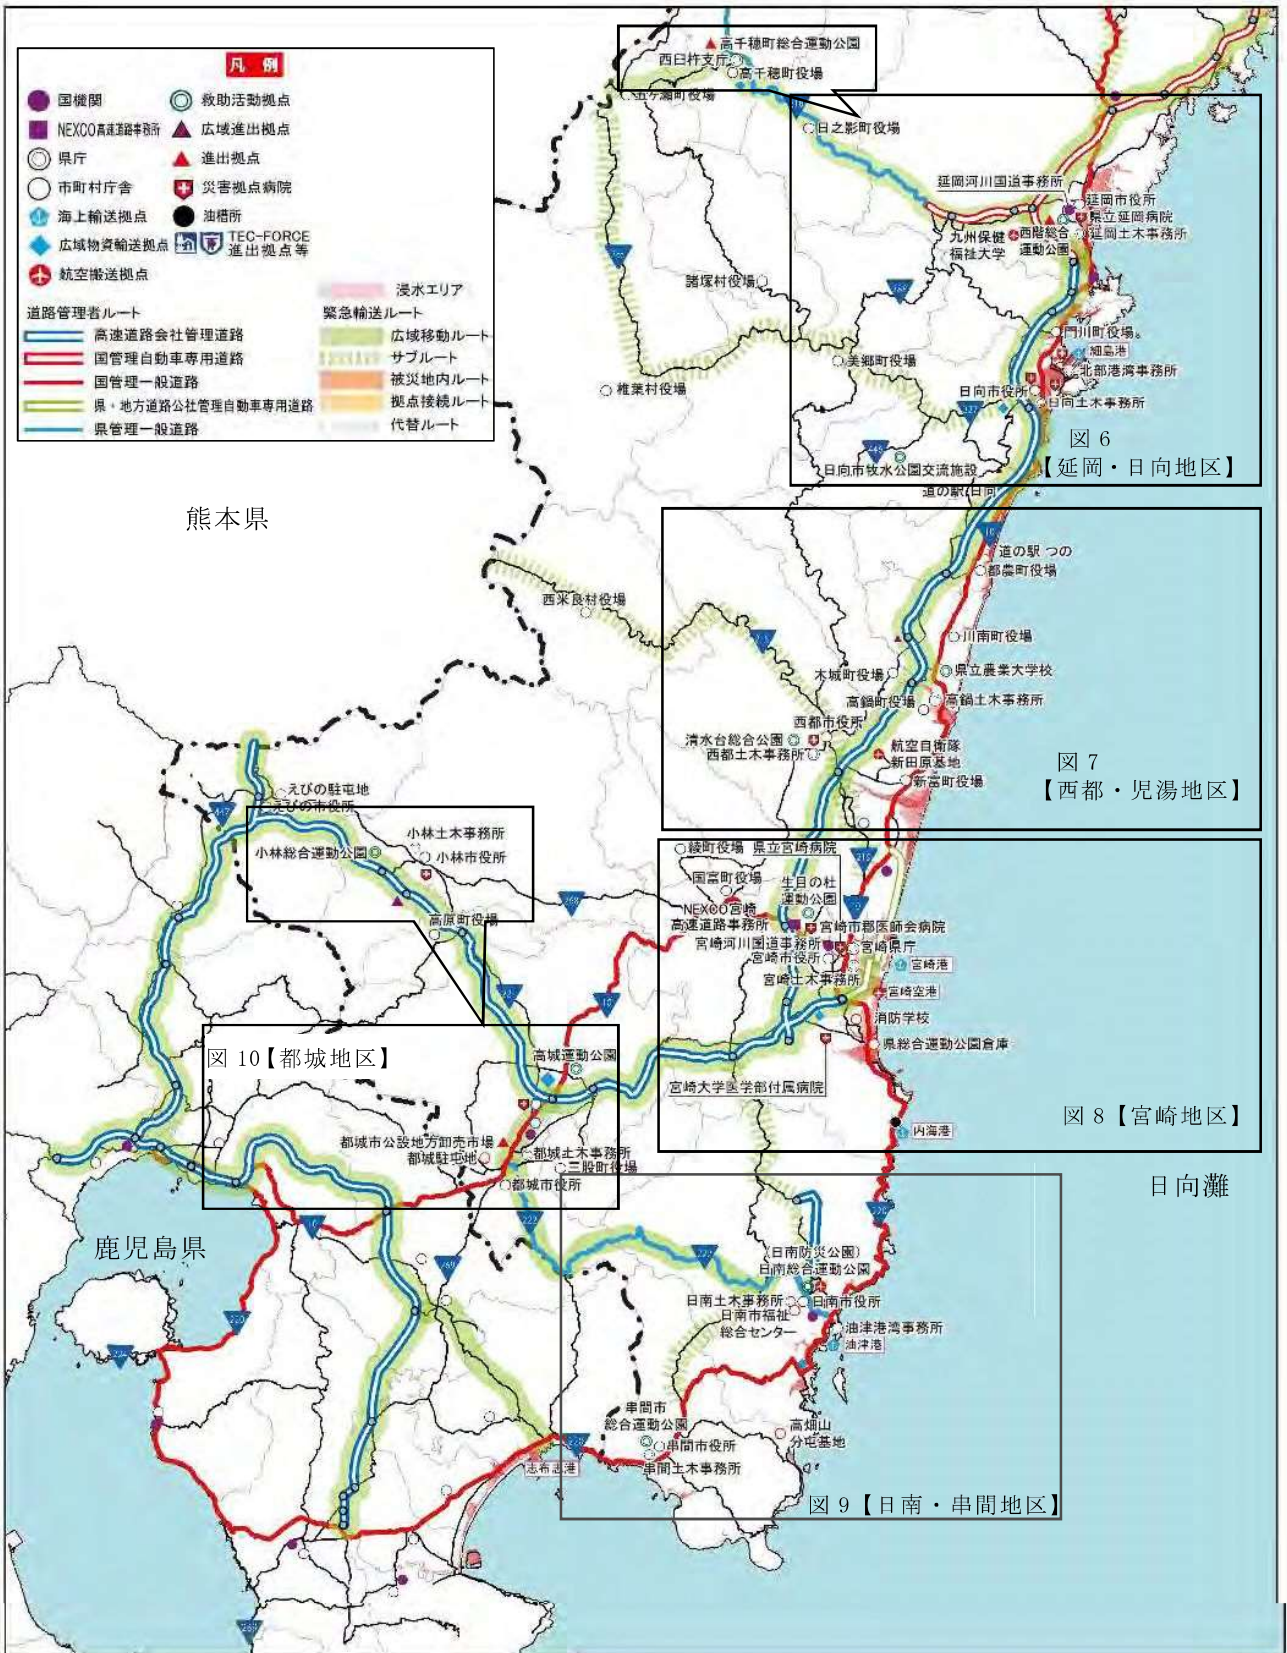 凡 例
国機関
NEXCO高速道路事務所
県庁
市町村庁舎
海上輸送拠点
広域物資輸送拠点
航空搬送拠点
救助活動拠点
広域進出拠点
進出拠点
災害拠点病院
油槽所
TEC-FORCE
進出拠点等
道路管理者ルート
高速道路会社管理道路
国管理自動車専用道路
国管理一般道路
県・地方道路公社管理自動車専用道路
県管理一般道路
浸水エリア
緊急輸送ルート
広域移動ルート
サブルート
被災地内ルート
拠点接続ルート
代替ルート
高千穂町総合運動公園
西臼杵支庁
高千穂町役場
五ヶ瀬町役場
日之影町役場
延岡河川国道事務所
延岡市役所
県立延岡病院
延岡土木事務所
九州保健
福祉大学
西階総合
運動公園
諸塚村役場
門川町役場
細島港
北部港湾事務所
美郷町役場
椎葉村役場
日向市役所
日向土木事務所
327
446
日向市牧水公園交流施設
図 6
【延岡・日向地区】
道の駅 日向
熊本県
10
道の駅 つの
都農町役場
西米良村役場
川南町役場
木城町役場
県立農業大学校
高鍋町役場
高鍋土木事務所
西都市役所
清水台総合公園
西都土木事務所
航空自衛隊
新田原基地
新富町役場
図 7
【西都・児湯地区】
えびの駐屯地
えびの市役所
447
小林土木事務所
小林総合運動公園
小林市役所
高原町役場
268
綾町役場
県立宮崎病院
国富町役場
生目の杜
運動公園
219
NEXCO宮崎
高速道路事務所
宮崎市郡医師会病院
宮崎河川国道事務所
宮崎県庁
宮崎市役所
宮崎港
宮崎土木事務所
宮崎空港
消防学校
県総合運動公園倉庫
宮崎大学医学部付属病院
図 8【宮崎地区】
221
10
図 10【都城地区】
高城運動公園
都城市公設地方卸売市場
都城駐屯地
都城土木事務所
三股町役場
都城市役所
内海港
日向灘
220
222
222
10
269
鹿児島県
(日南防災公園)
日南総合運動公園
日南土木事務所
日南市役所
日南市福祉
総合センター
油津港湾事務所
油津港
220
224
串間市
総合運動公園
串間市役所
串間土木事務所
高畑山
分屯基地
志布志港
220
図 9【日南・串間地区】
269